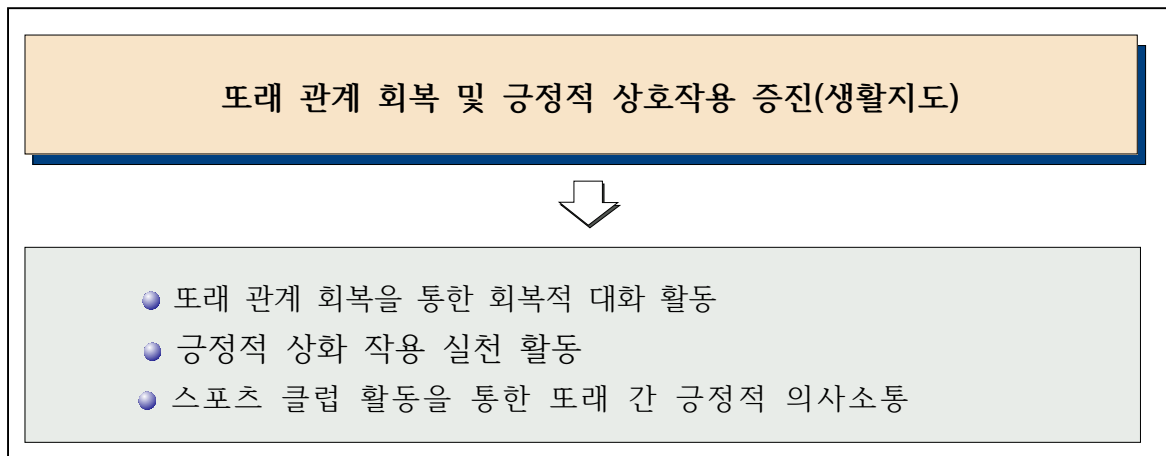 또래 관계 회복 및 긍정적 상호작용 증진(생활지도)
또래 관계 회복을 통한 회복적 대화 활동
긍정적 상화 작용 실천 활동
스포츠 클럽 활동을 통한 또래 간 긍정적 의사소통